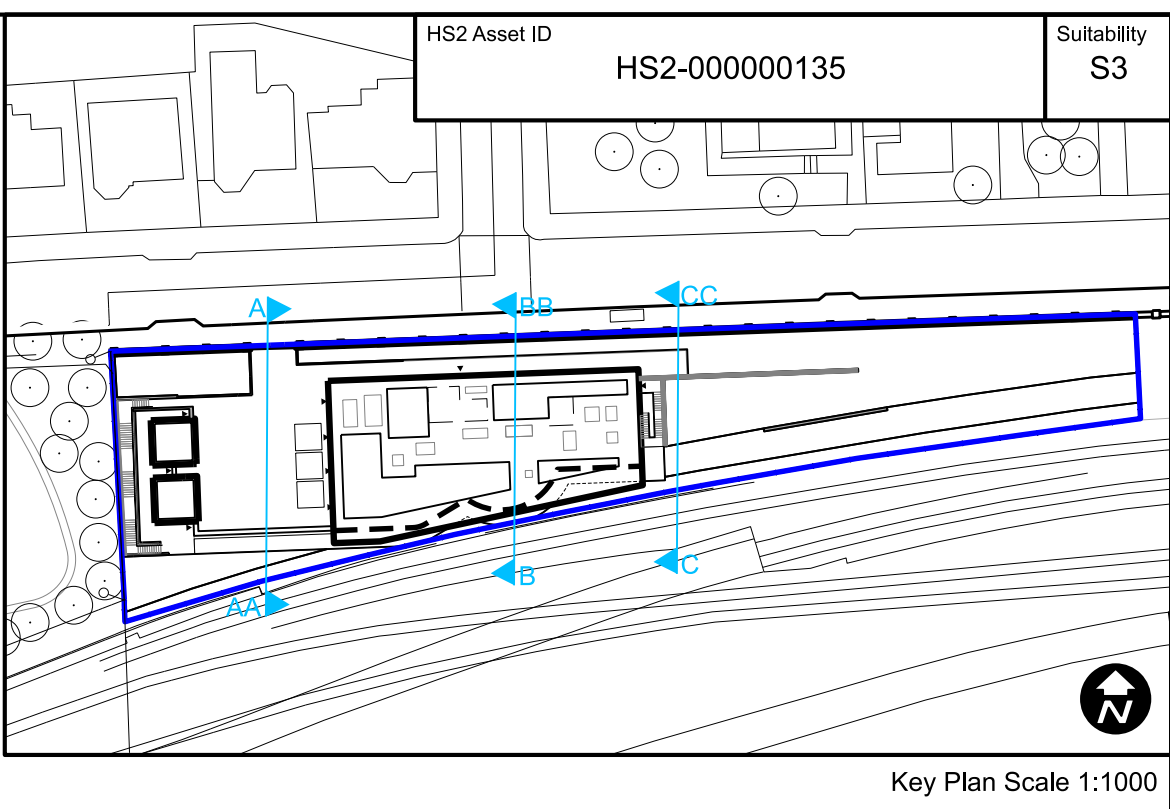 HS2 Asset ID
HS2-000000135
Suitability
S3
A
BB
CC
AA
B
C
N
Key Plan Scale 1:1000